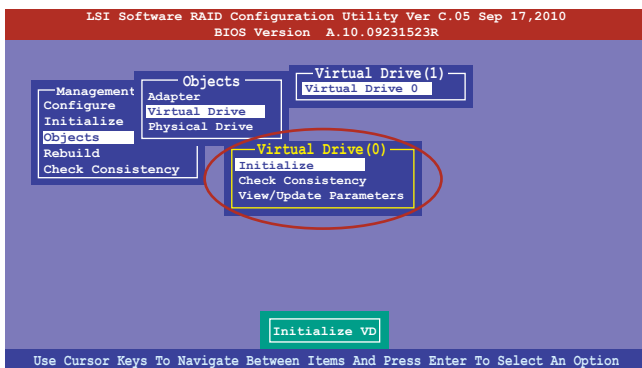 LSI Software RAID Configuration Utility Ver C.05 Sep 17,2010
BIOS Version A.10.09231523R
Management
Configure
Initialize
Objects
Rebuild
Check Consistency
Objects
Adapter
Virtual Drive
Physical Drive
Virtual Drive(1)
Virtual Drive 0
Virtual Drive(0)
Initialize
Check Consistency
View/Update Parameters
Initialize VD
Use Cursor Keys To Navigate Between Items And Press Enter To Select An Option